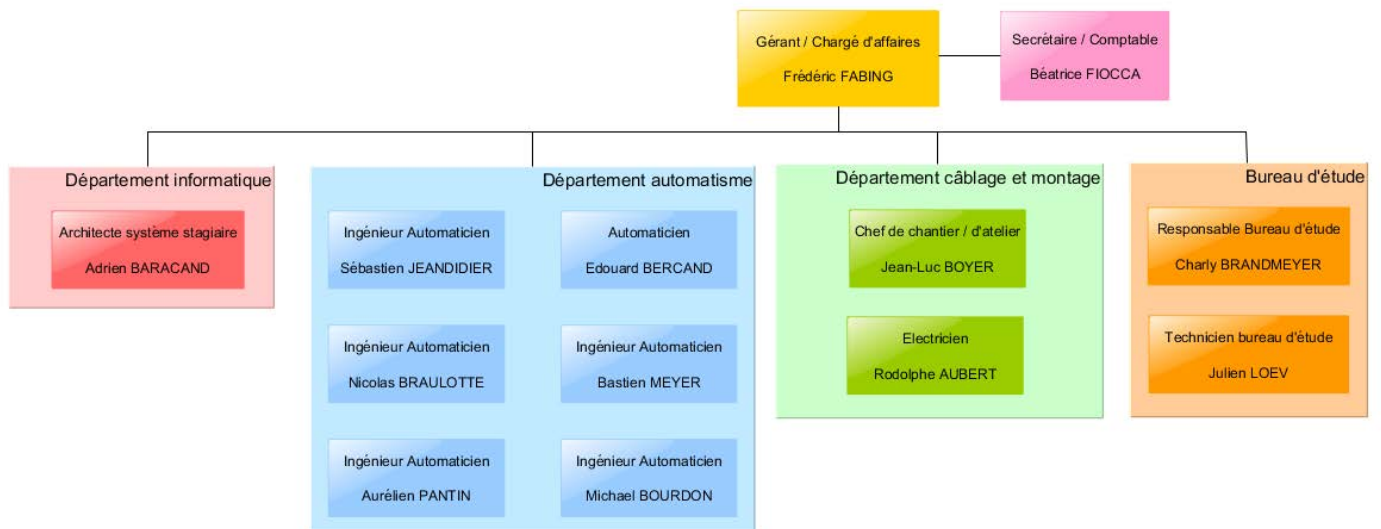 Gérant / Chargé d'affaires
Frédéric FABING
Secrétaire / Comptable
Béatrice FIOCCA
Département informatique
Architecte système stagiaire
Adrien BARACAND
Département automatisme
Ingénieur Automaticien
Sébastien JEANDIDIER
Automaticien
Edouard BERCAND
Ingénieur Automaticien
Nicolas BRAULOTTE
Ingénieur Automaticien
Bastien MEYER
Ingénieur Automaticien
Aurélien PANTIN
Ingénieur Automaticien
Michael BOURDON
Département câblage et montage
Chef de chantier / d'atelier
Jean-Luc BOYER
Electricien
Rodolphe AUBERT
Bureau d'étude
Responsable Bureau d'étude
Charly BRANDMEYER
Technicien bureau d'étude
Julien LOEV